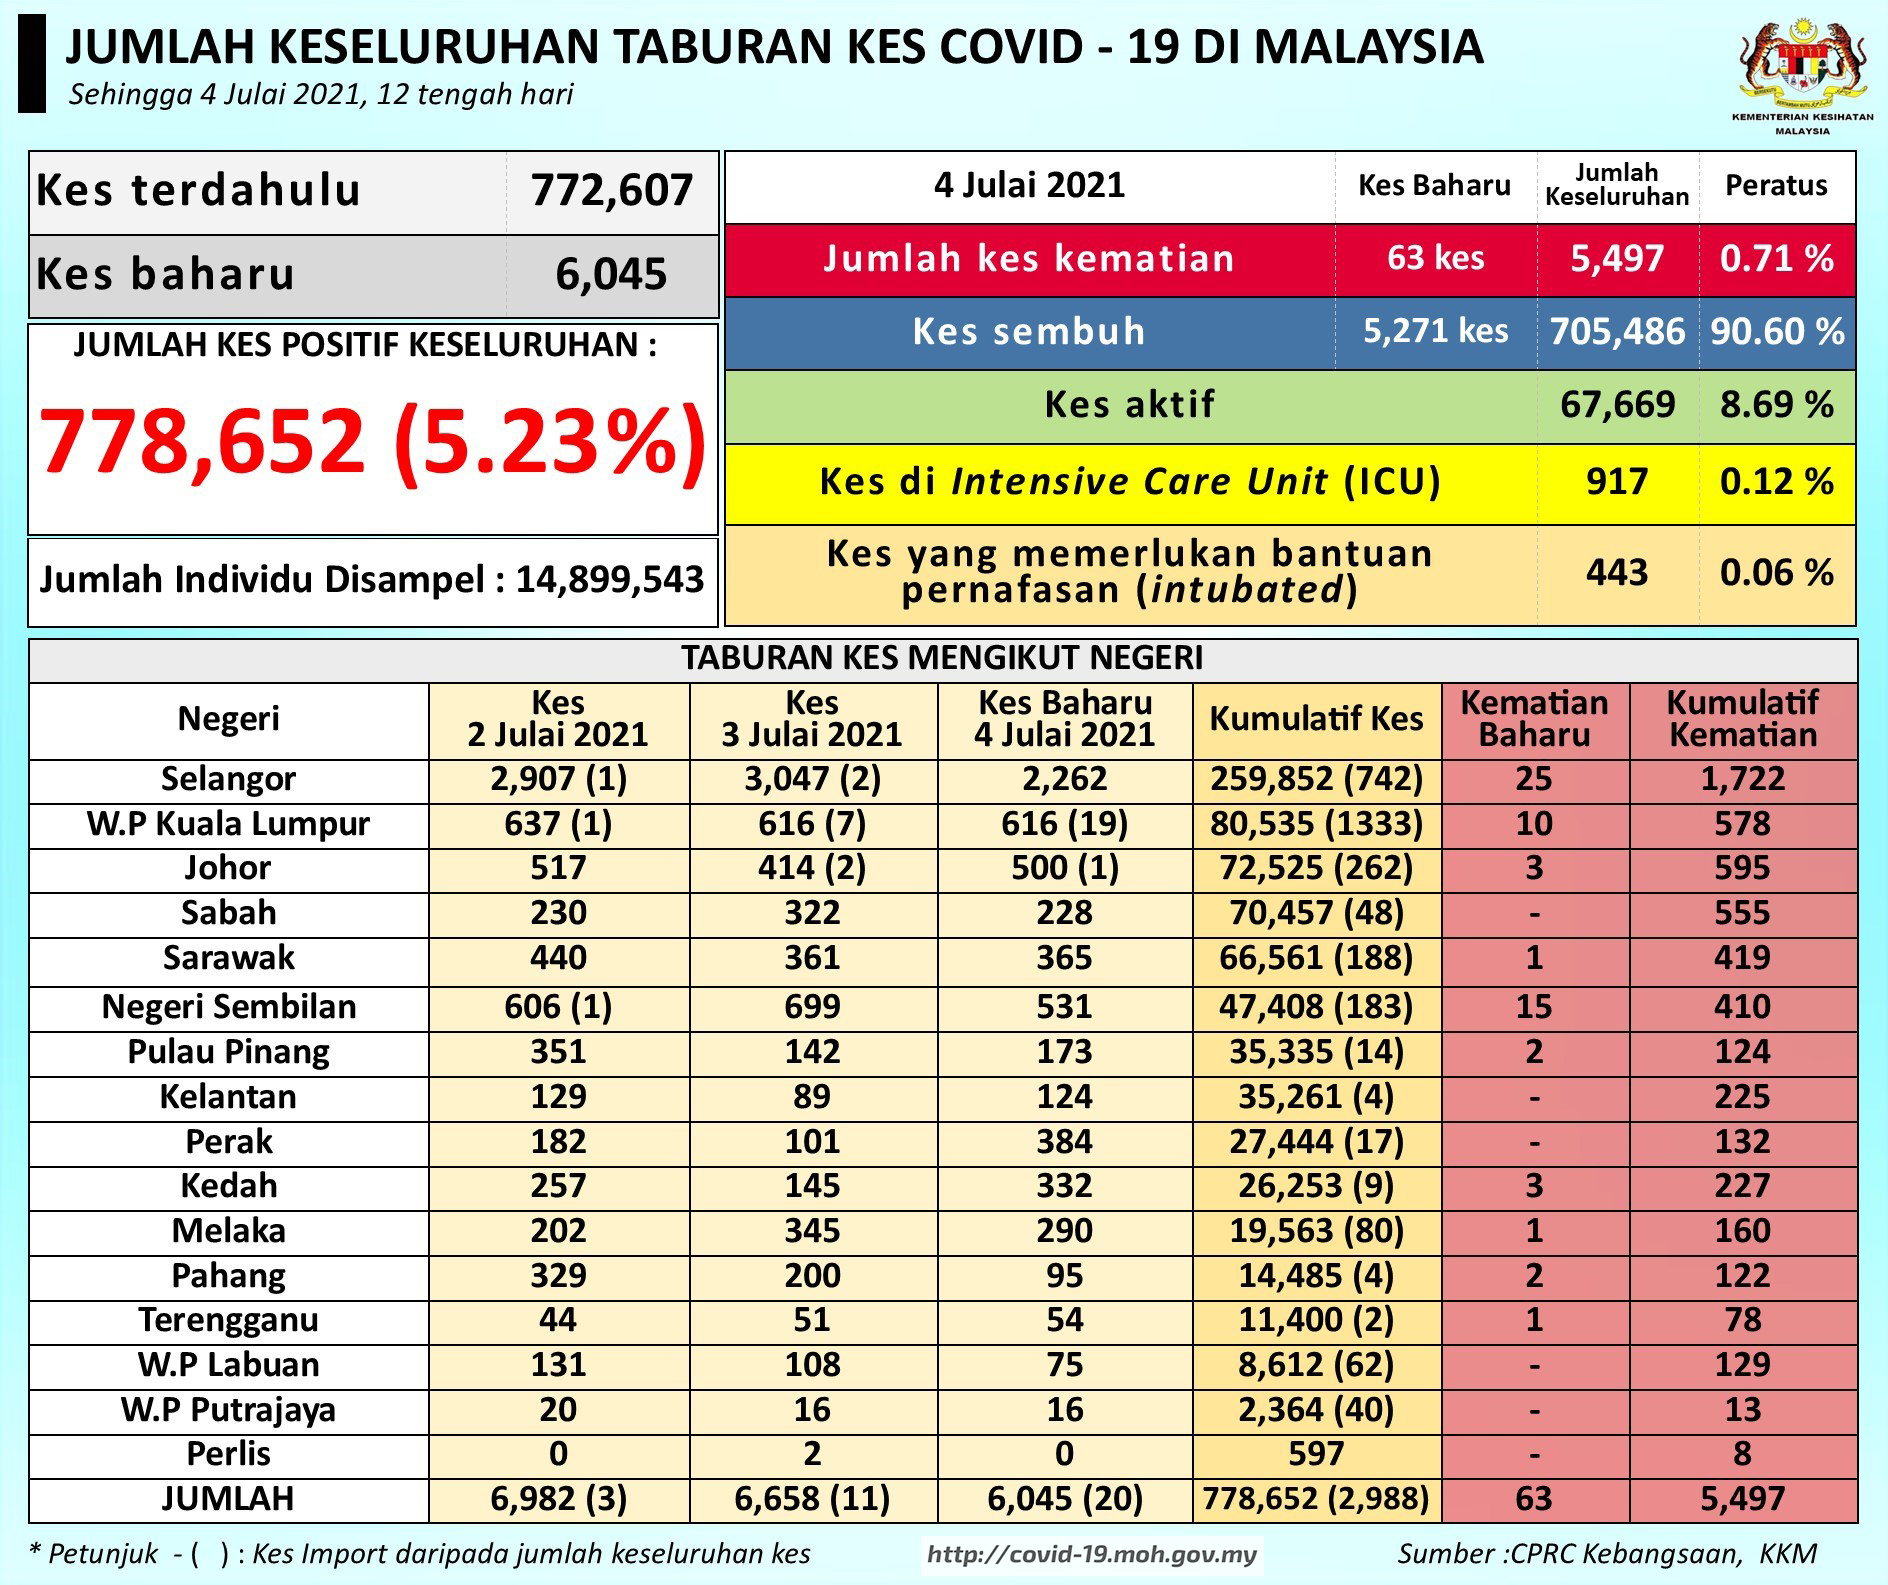 JUMLAH KESELURUHAN TABURAN KES COVID - 19 DI MALAYSIA
Sehingga 4 Julai 2021, 12 tengah hari
KEMENTERIAN KESIHATAN
MALAYSIA
Kes terdahulu 772,607
Kes baharu 6,045
JUMLAH KES POSITIF KESELURUHAN :
778,652 (5.23%)
Jumlah Individu Disampel : 14,899,543
4 Julai 2021 Kes Baharu Jumlah Keseluruhan Peratus
Jumlah kes kematian 63 kes 5,497 0.71 %
Kes sembuh 5,271 kes 705,486 90.60 %
Kes aktif 67,669 8.69 %
Kes di Intensive Care Unit (ICU) 917 0.12 %
Kes yang memerlukan bantuan
pernafasan (intubated) 443 0.06 %
TABURAN KES MENGIKUT NEGERI
Negeri Kes 2 Julai 2021 Kes 3 Julai 2021 Kes Baharu 4 Julai 2021 Kumulatif Kes Kematian Baharu Kumulatif Kematian
Selangor 2,907 (1) 3,047 (2) 2,262 259,852 (742) 25 1,722
W.P Kuala Lumpur 637 (1) 616 (7) 616 (19) 80,535 (1333) 10 578
Johor 517 414 (2) 500 (1) 72,525 (262) 3 595
Sabah 230 322 228 70,457 (48) - 555
Sarawak 440 361 365 66,561 (188) 1 419
Negeri Sembilan 606 (1) 699 531 47,408 (183) 15 410
Pulau Pinang 351 142 173 35,335 (14) 2 124
Kelantan 129 89 124 35,261 (4) - 225
Perak 182 101 384 27,444 (17) - 132
Kedah 257 145 332 26,253 (9) 3 227
Melaka 202 345 290 19,563 (80) 1 160
Pahang 329 200 95 14,485 (4) 2 122
Terengganu 44 51 54 11,400 (2) 1 78
W.P Labuan 131 108 75 8,612 (62) - 129
W.P Putrajaya 20 16 16 2,364 (40) - 13
Perlis 0 2 0 597 - 8
JUMLAH 6,982 (3) 6,658 (11) 6,045 (20) 778,652 (2,988) 63 5,497
* Petunjuk - ( ) : Kes Import daripada jumlah keseluruhan kes
http://covid-19.moh.gov.my
Sumber :CPRC Kebangsaan, KKM